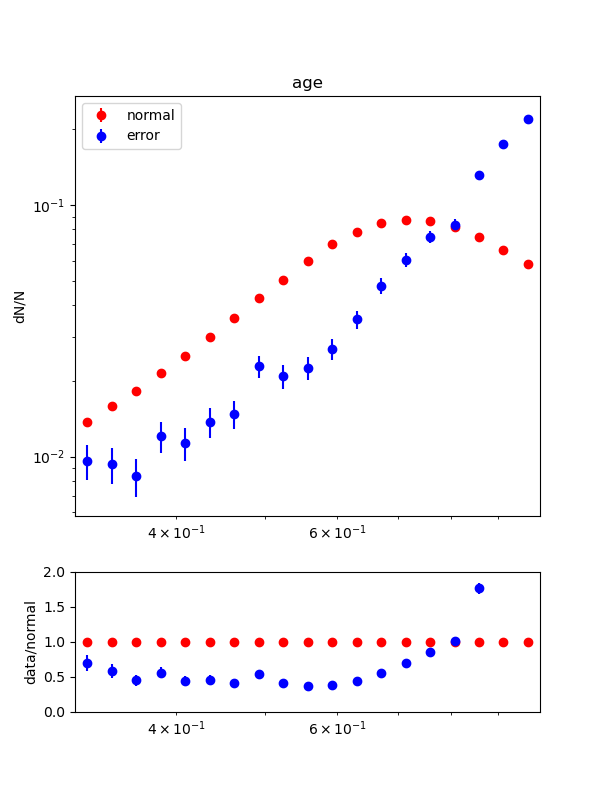 age
normal
error
dN/N
10⁻¹
10⁻²
4 × 10⁻¹
6 × 10⁻¹
data/normal
2.0
1.5
1.0
0.5
0.0
4 × 10⁻¹
6 × 10⁻¹